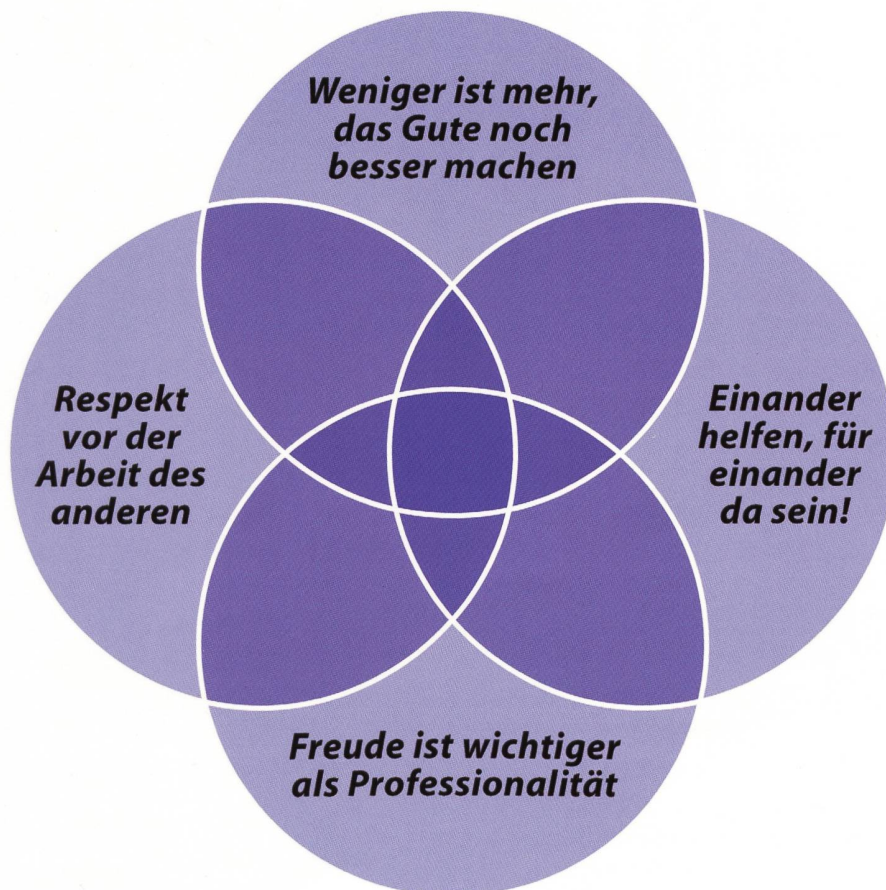 Weniger ist mehr,
das Gute noch
besser machen
Respekt
vor der
Arbeit des
anderen
Einander
helfen, für
einander
da sein!
Freude ist wichtiger
als Professionalität